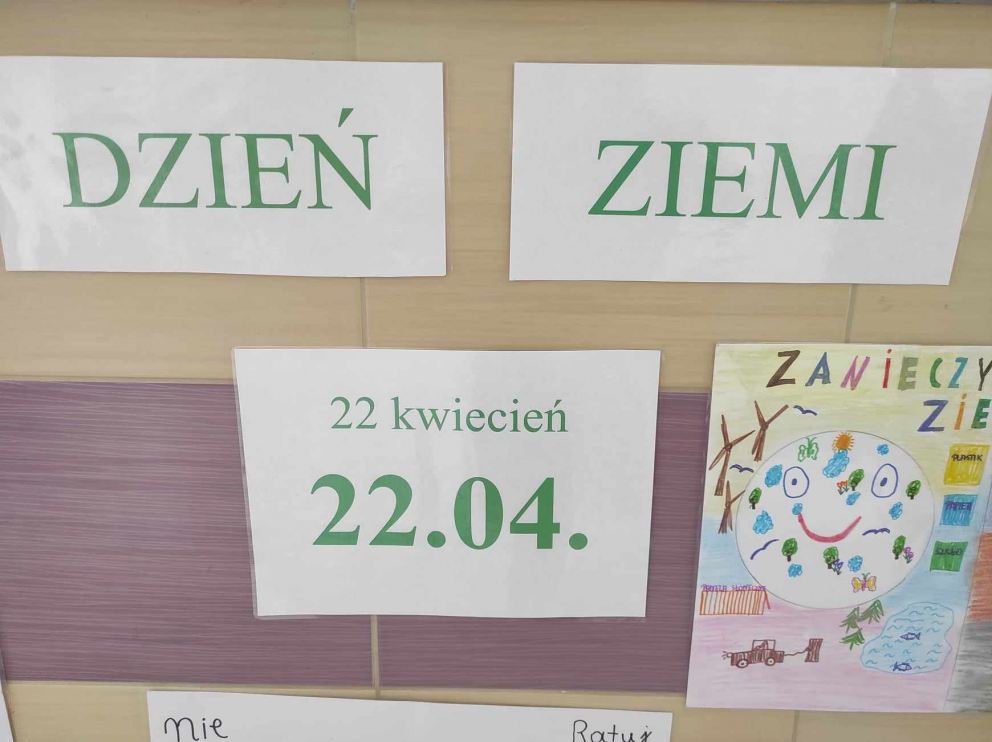 DZIEŃ
ZIEMI
22 kwiecień
22.04.
ZANIECZY
ZIE
PLASTIK
PAPIER
SZKŁO
nie
Ratuj